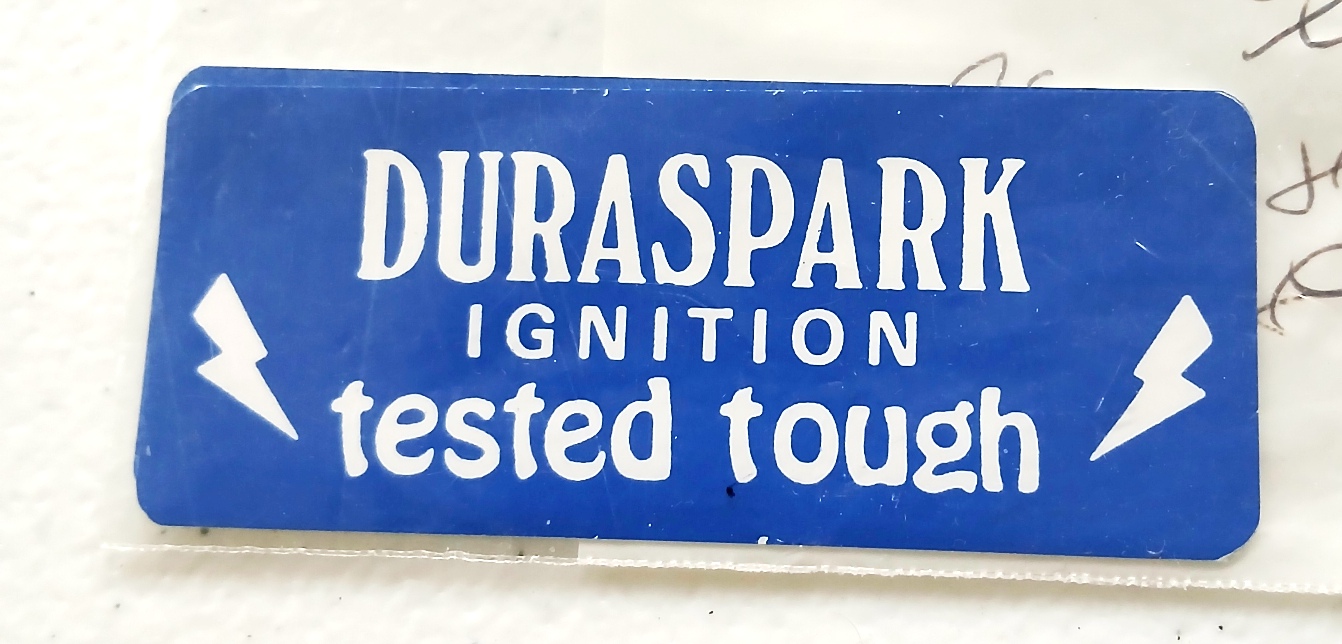 DURASPARK
IGNITION
tested tough